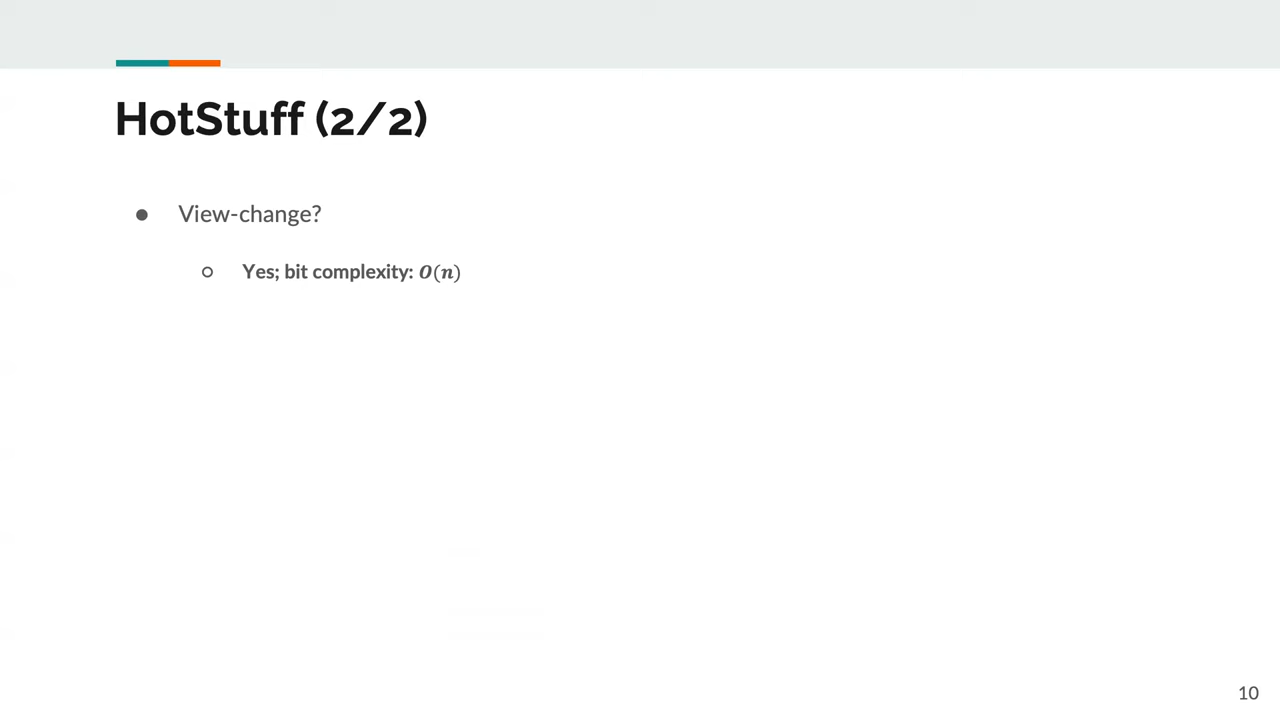 HotStuff (2/2)
● View-change?
○ Yes; bit complexity: O(n)
10